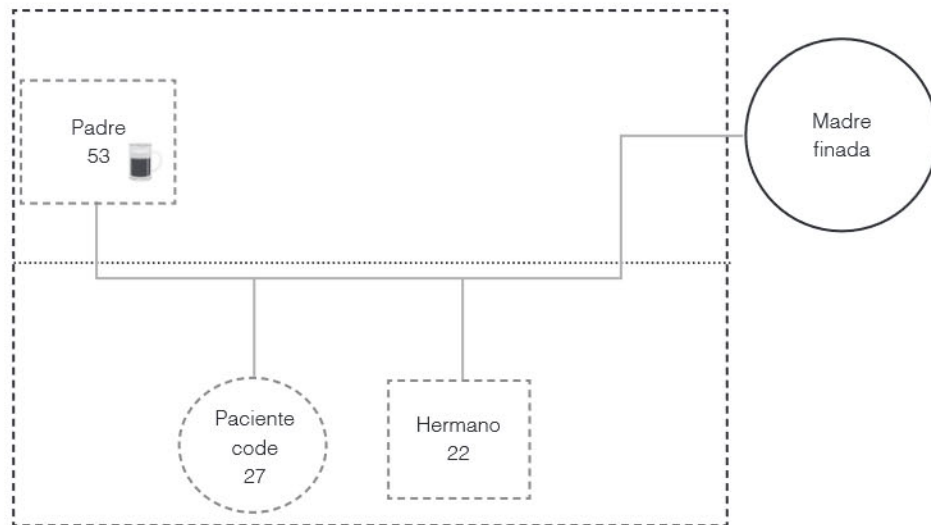 Padre
53
Madre
finada
Paciente
code
27
Hermano
22